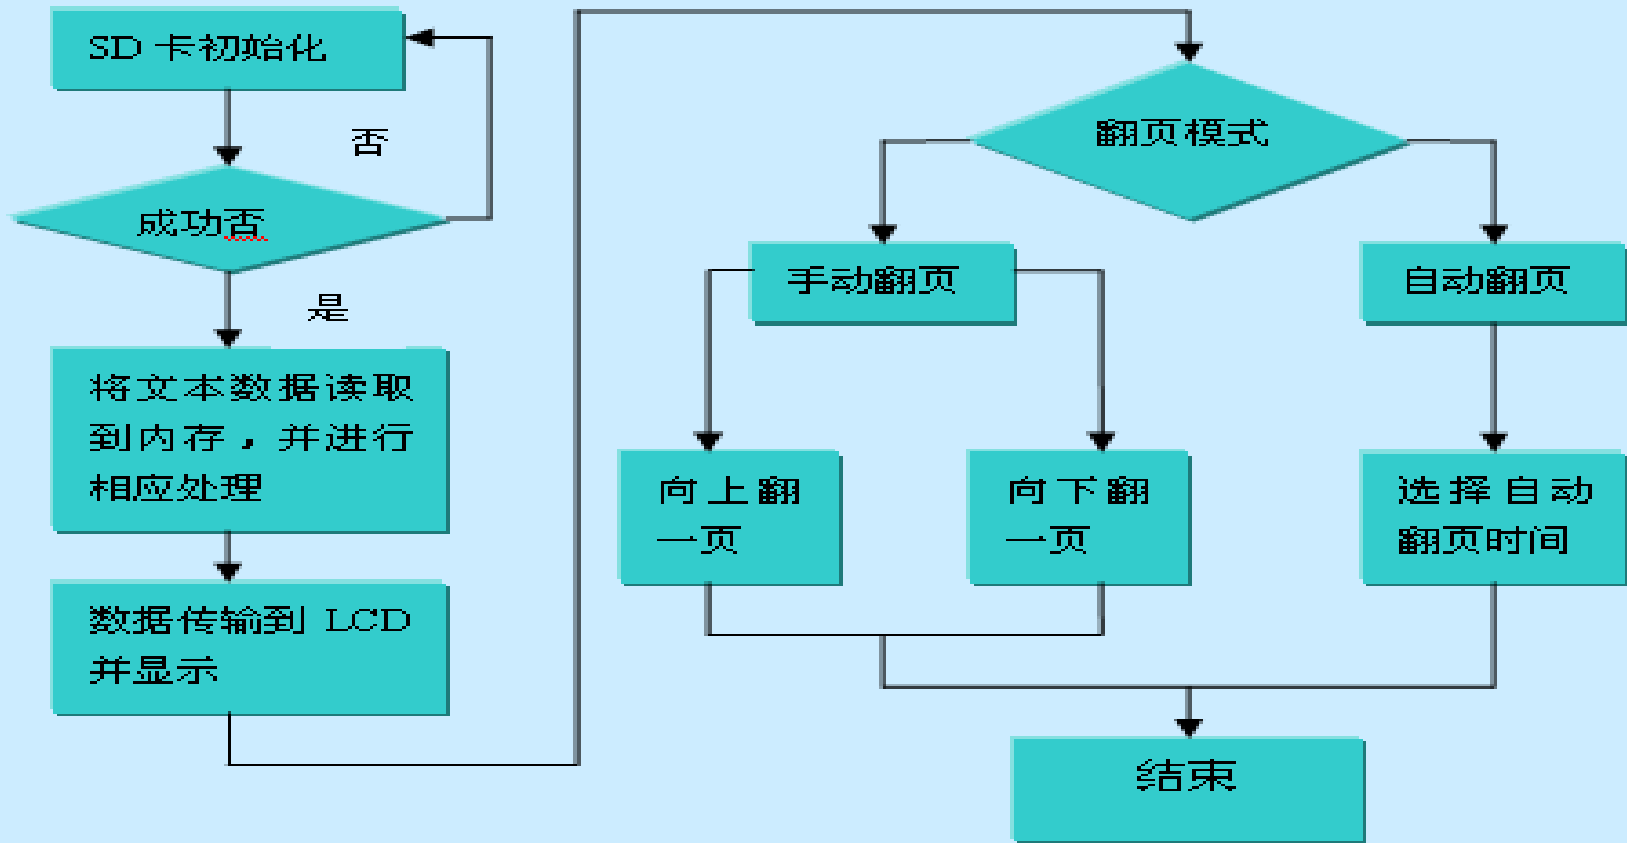 SD 卡初始化
否
成功否
是
将文本数据读取
到内存，并进行
相应处理
数据传输到 LCD
并显示
翻页模式
手动翻页
自动翻页
向上翻
一页
向下翻
一页
选择自动
翻页时间
结束